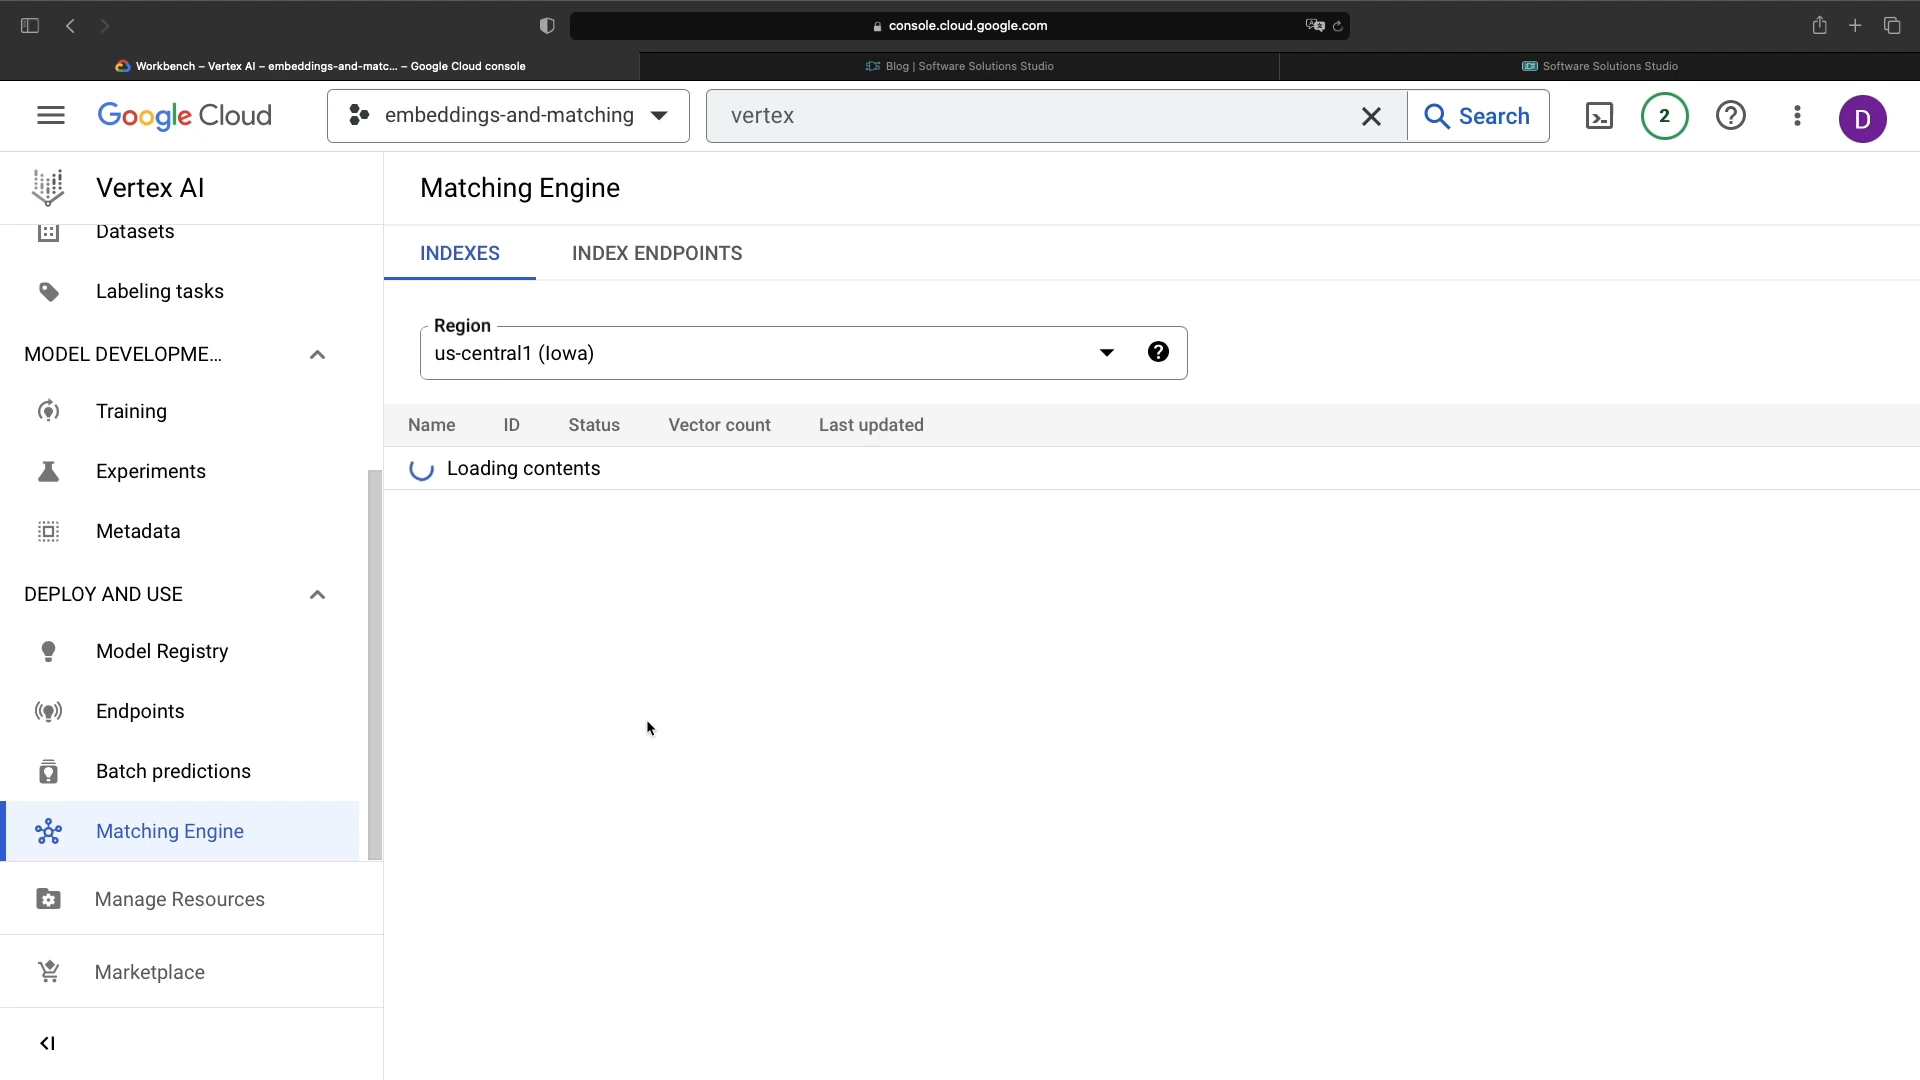 console.cloud.google.com
Workbench – Vertex AI – embeddings-and-matc... – Google Cloud console
Blog | Software Solutions Studio
Software Solutions Studio
Google Cloud
embeddings-and-matching
vertex
Search
2
D
Vertex AI
Matching Engine
Datasets
INDEXES
INDEX ENDPOINTS
Labeling tasks
Region
us-central1 (Iowa)
MODEL DEVELOPME...
Training
Name ID Status Vector count Last updated
Loading contents
Experiments
Metadata
DEPLOY AND USE
Model Registry
Endpoints
Batch predictions
Matching Engine
Manage Resources
Marketplace